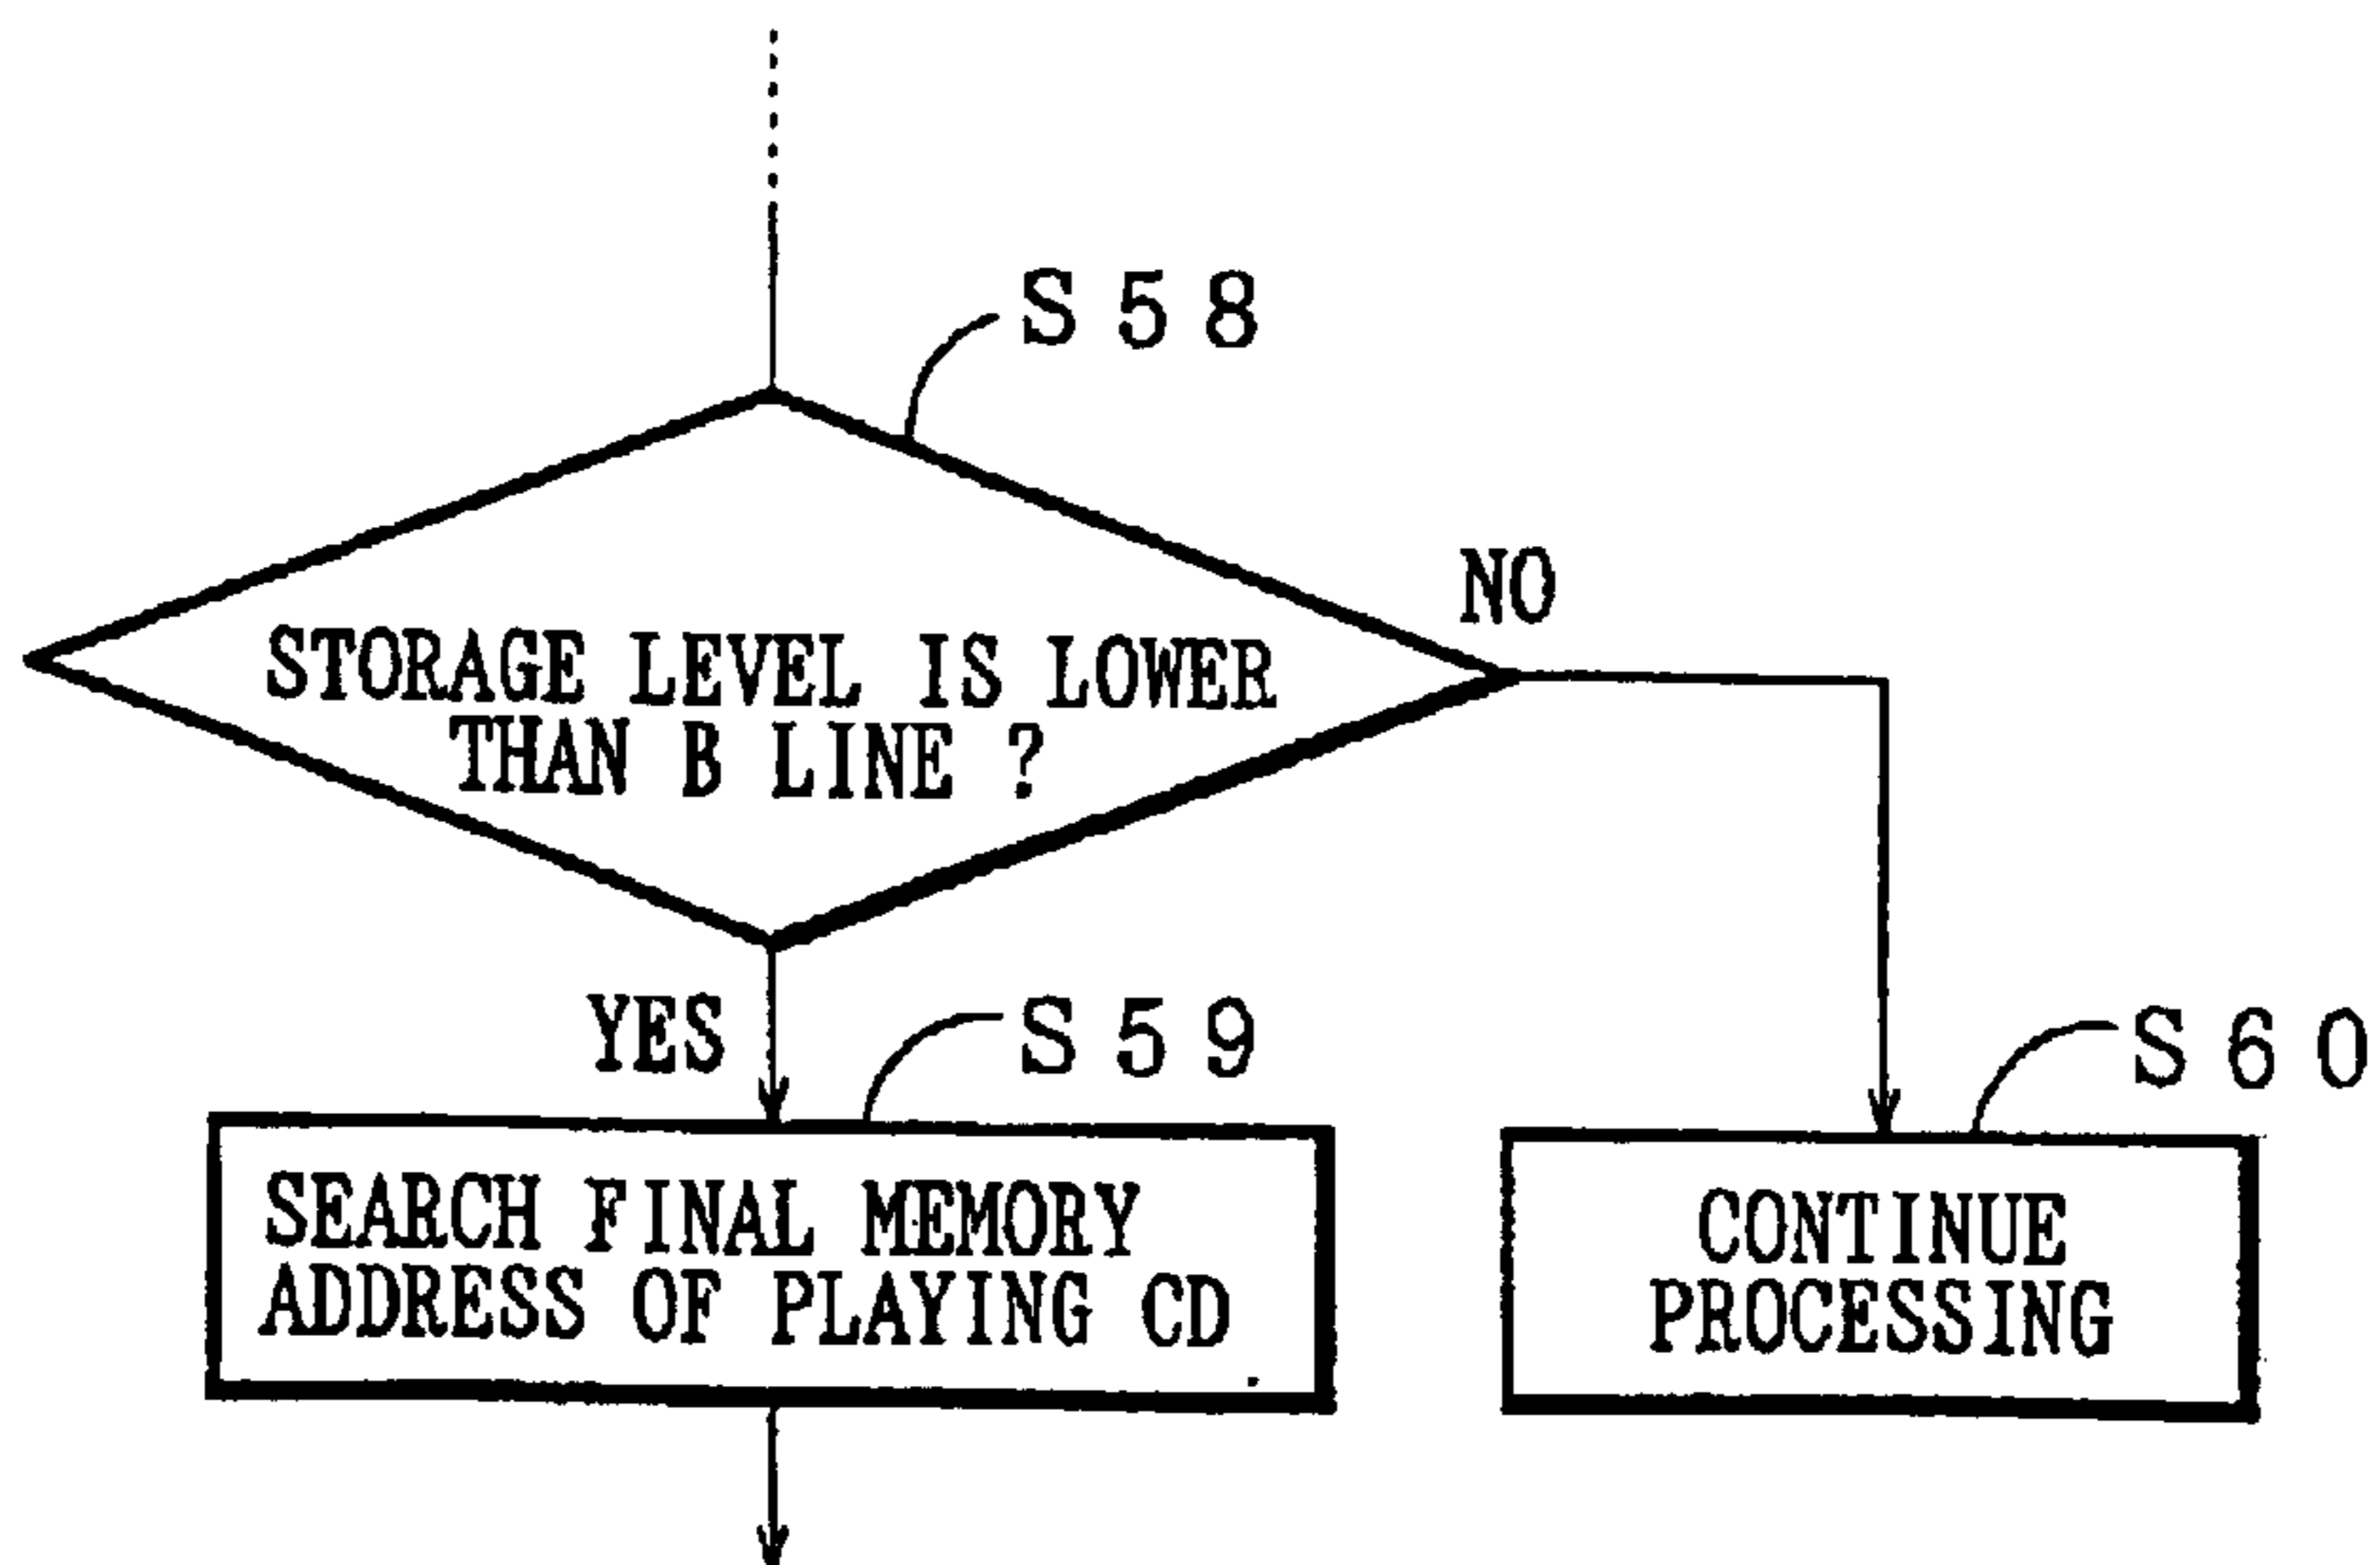 S58
NO
STORAGE LEVEL IS LOWER
THAN B LINE ?
YES
S59
S60
SEARCH FINAL MEMORY
ADDRESS OF PLAYING CD
CONTINUE
PROCESSING